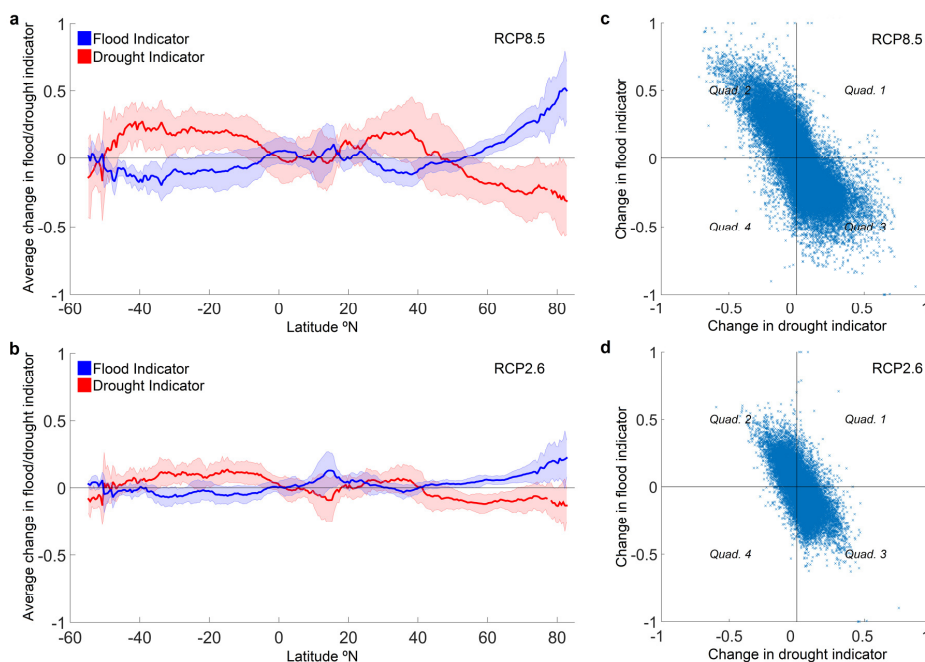 a
Average change in flood/drought indicator
1
0.5
0
-0.5
-1
Flood Indicator
Drought Indicator
RCP8.5
-60 -40 -20 0 20 40 60 80
Latitude ºN
c
Change in flood indicator
1
0.5
0
-0.5
-1
RCP8.5
Quad. 2
Quad. 1
Quad. 4
Quad. 3
-1 -0.5 0 0.5 1
Change in drought indicator
b
Average change in flood/drought indicator
1
0.5
0
-0.5
-1
Flood Indicator
Drought Indicator
RCP2.6
-60 -40 -20 0 20 40 60 80
Latitude ºN
d
Change in flood indicator
1
0.5
0
-0.5
-1
RCP2.6
Quad. 2
Quad. 1
Quad. 4
Quad. 3
-1 -0.5 0 0.5 1
Change in drought indicator